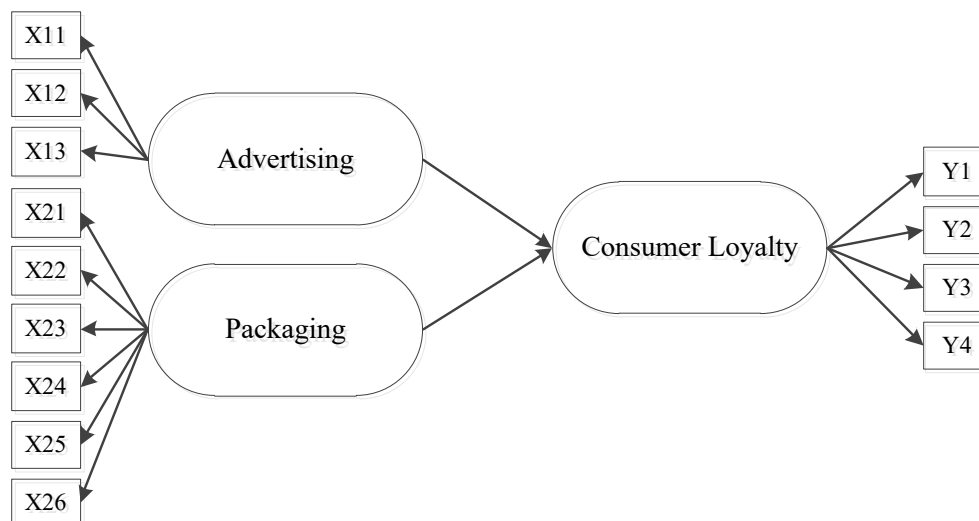 X11
X12
X13
X21
X22
X23
X24
X25
X26
Advertising
Packaging
Consumer Loyalty
Y1
Y2
Y3
Y4